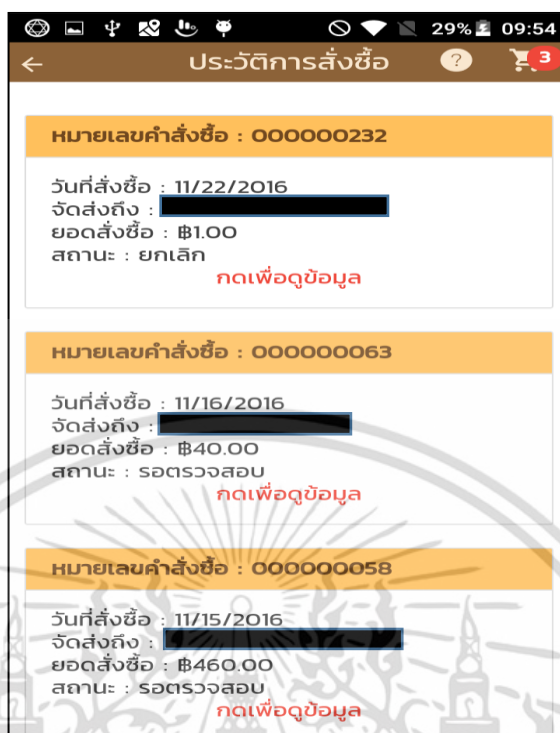 29% 09:54
ประวัติการสั่งซื้อ ? 3
หมายเลขคำสั่งซื้อ : 000000232
วันที่สั่งซื้อ : 11/22/2016
จัดส่งถึง :
ยอดสั่งซื้อ : ฿1.00
สถานะ : ยกเลิก
กดเพื่อดูข้อมูล
หมายเลขคำสั่งซื้อ : 000000063
วันที่สั่งซื้อ : 11/16/2016
จัดส่งถึง :
ยอดสั่งซื้อ : ฿40.00
สถานะ : รอตรวจสอบ
กดเพื่อดูข้อมูล
หมายเลขคำสั่งซื้อ : 000000058
วันที่สั่งซื้อ : 11/15/2016
จัดส่งถึง :
ยอดสั่งซื้อ : ฿460.00
สถานะ : รอตรวจสอบ
กดเพื่อดูข้อมูล